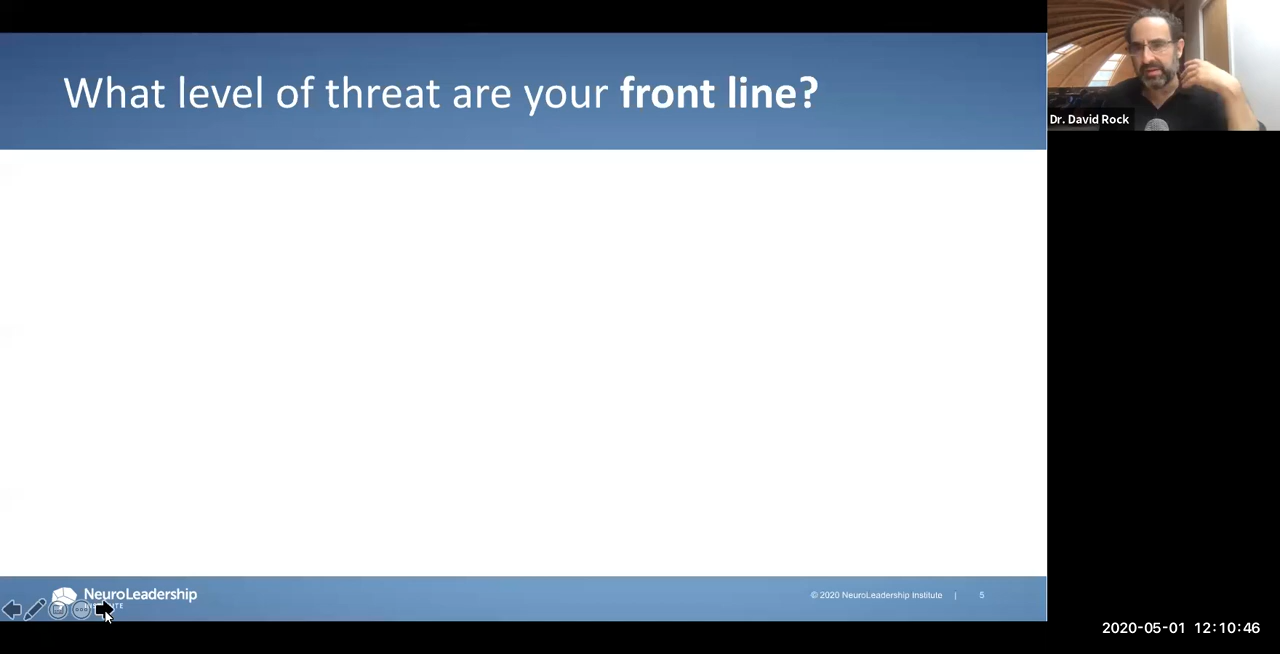 What level of threat are your front line?
Dr. David Rock
NeuroLeadership
© 2020 NeuroLeadership Institute | 5
2020-05-01 12:10:46